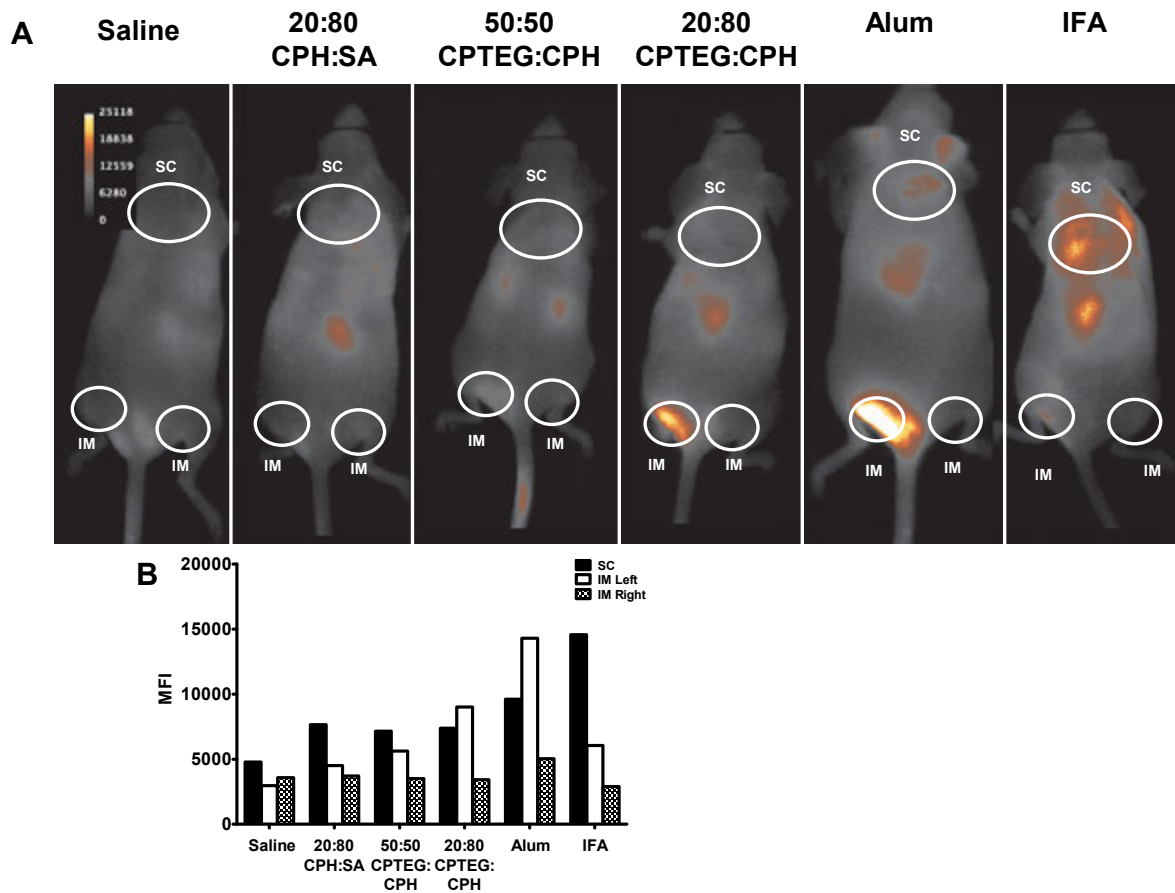 A
Saline
20:80
CPH:SA
50:50
CPTEG:CPH
20:80
CPTEG:CPH
Alum
IFA
25118
18838
12559
6280
0
SC
IM
IM
SC
IM
IM
SC
IM
IM
SC
IM
IM
SC
IM
IM
SC
IM
IM
B
MFI
20000
15000
10000
5000
0
SC
IM Left
IM Right
Saline
20:80
CPH:SA
50:50
CPTEG:
CPH
20:80
CPTEG:
CPH
Alum
IFA